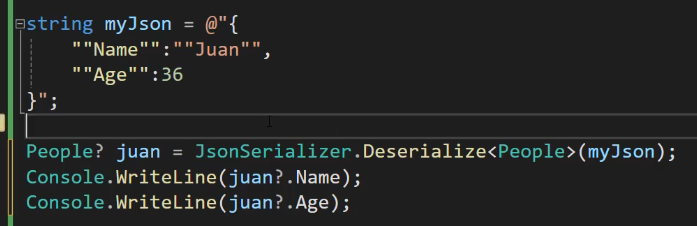 string myJson = @"{
    ""Name"":""Juan"",
    ""Age"":36
}";
People? juan = JsonSerializer.Deserialize<People>(myJson);
Console.WriteLine(juan?.Name);
Console.WriteLine(juan?.Age);